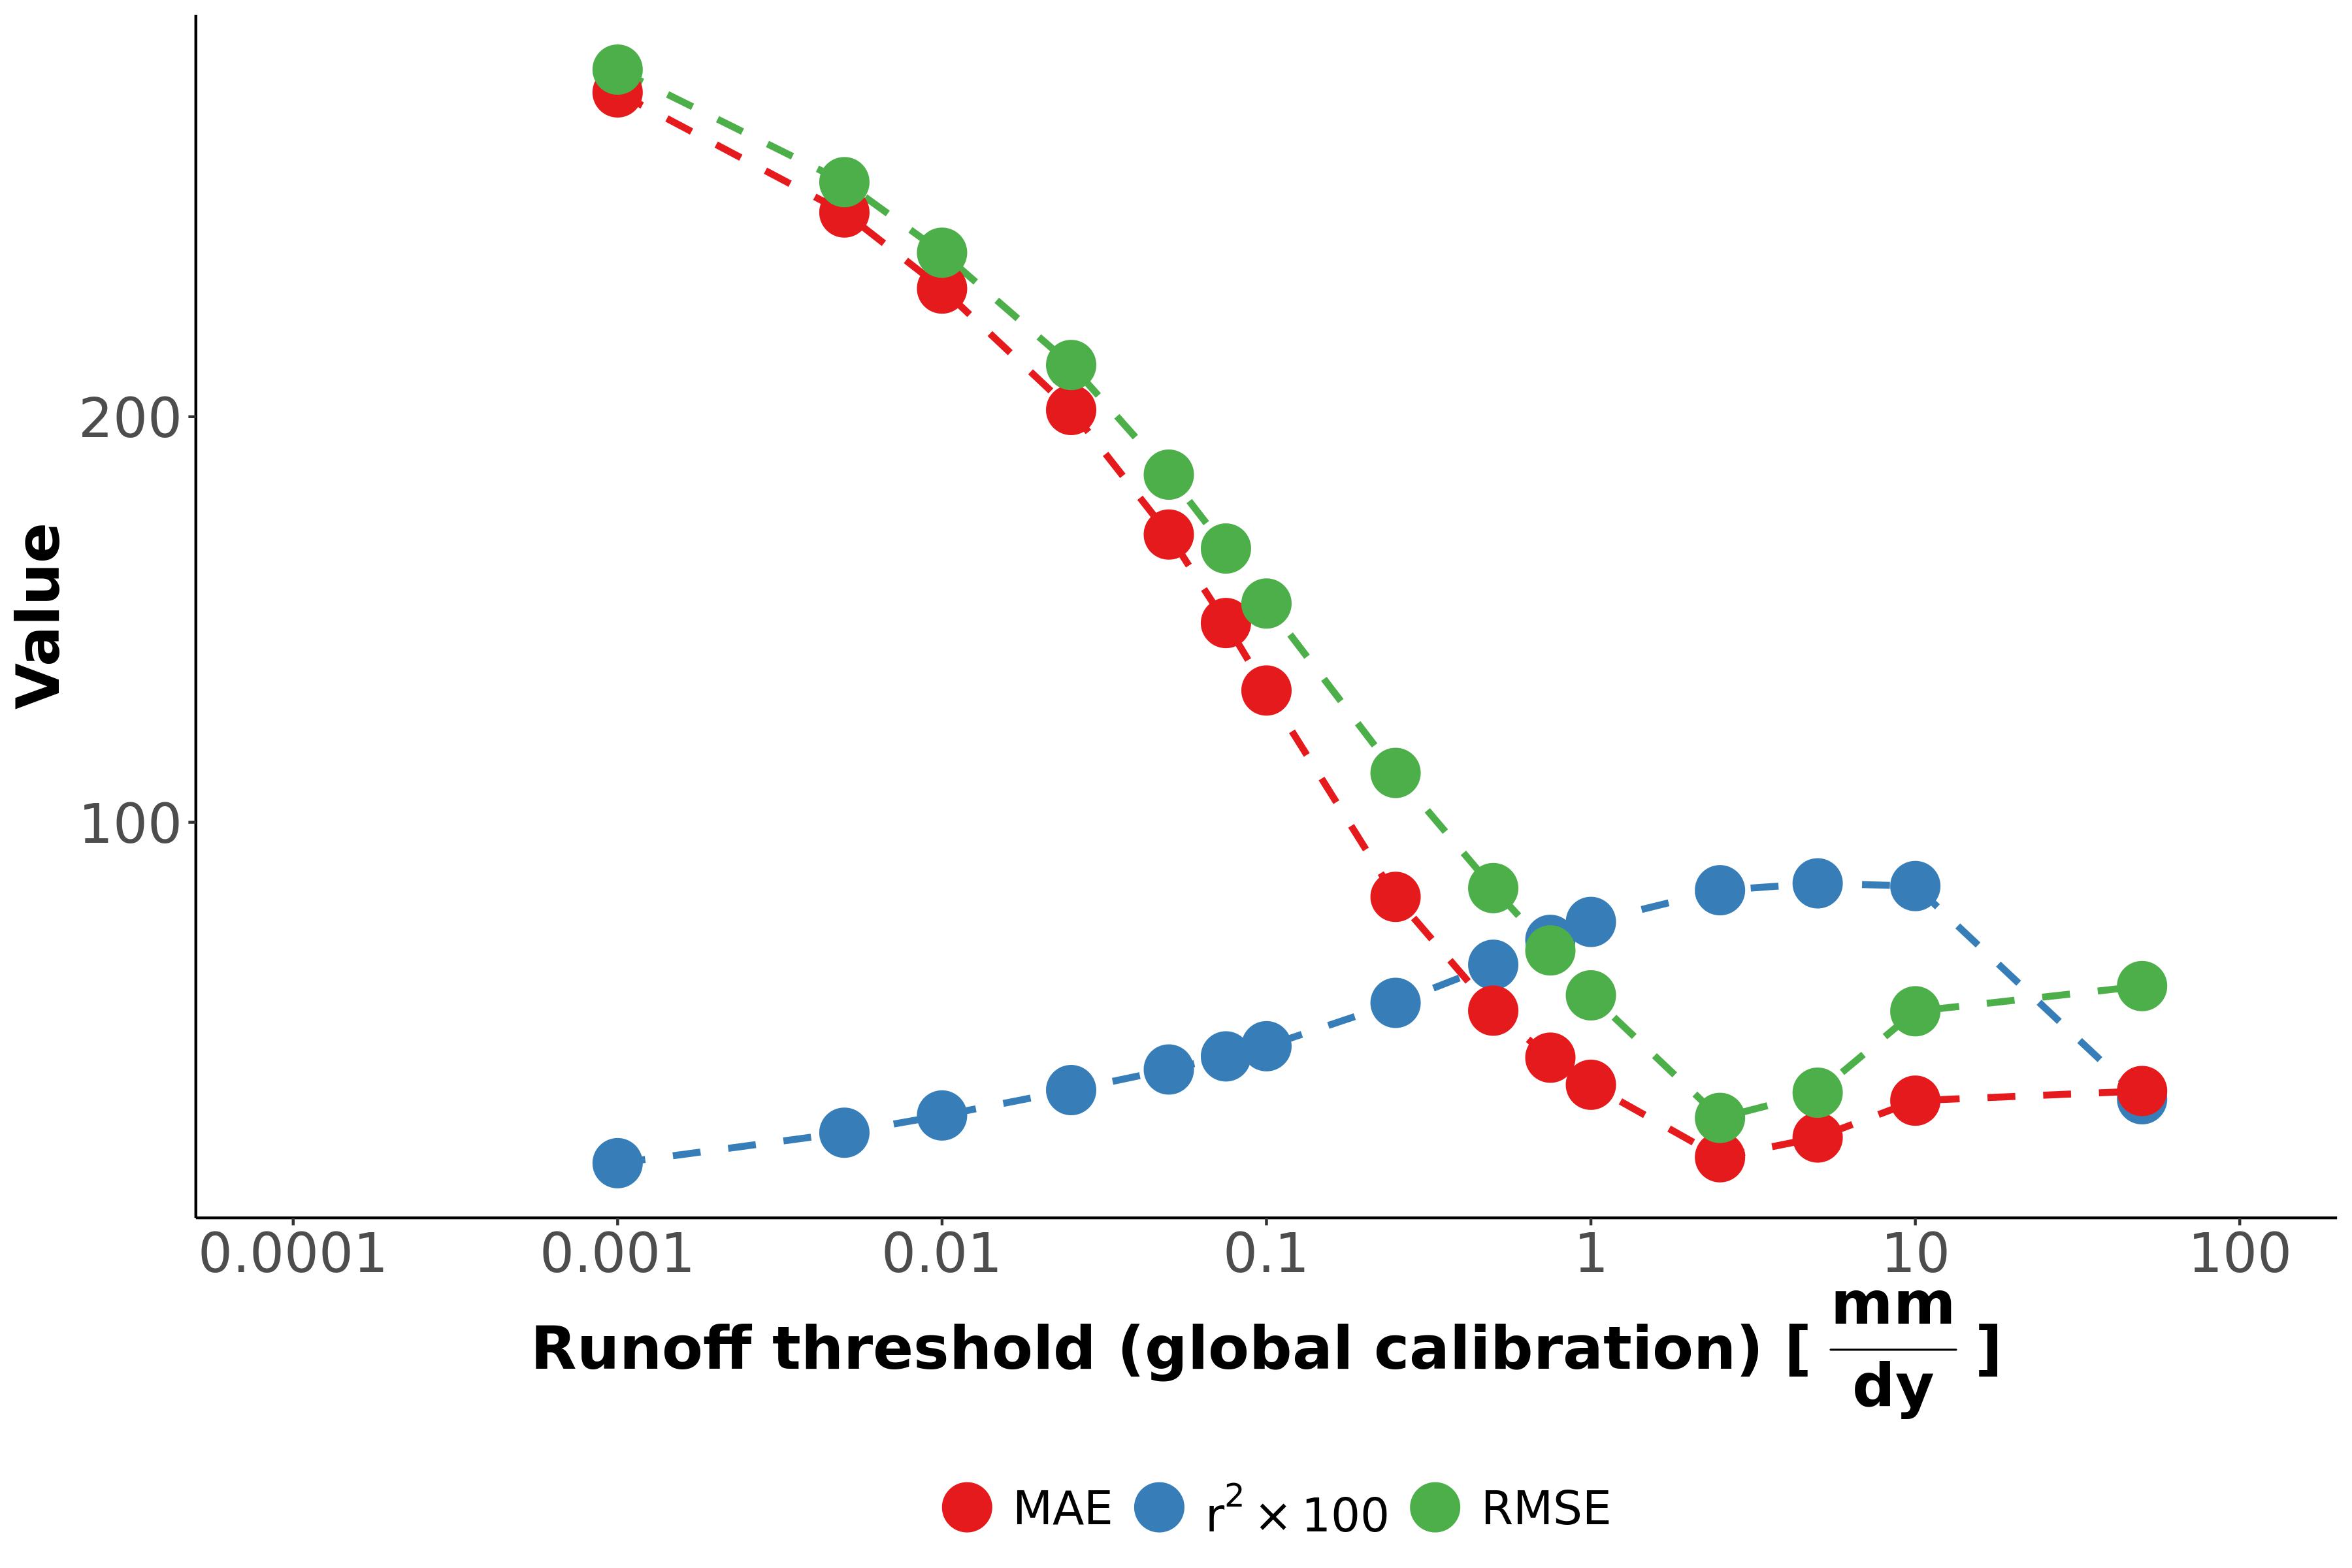 Value
200
100
0.0001 0.001 0.01 0.1 1 10 100
Runoff threshold (global calibration) [ mm/dy ]
MAE r² × 100 RMSE